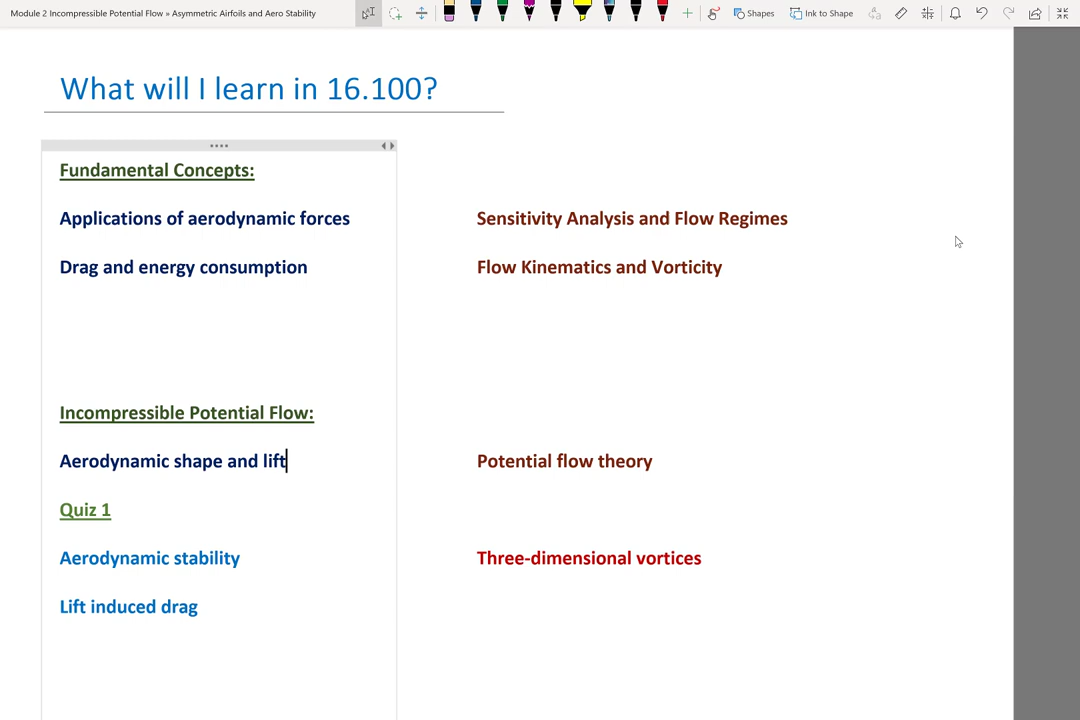 Module 2 Incompressible Potential Flow » Asymmetric Airfoils and Aero Stability
Shapes
Ink to Shape
What will I learn in 16.100?
Fundamental Concepts:
Applications of aerodynamic forces
Sensitivity Analysis and Flow Regimes
Drag and energy consumption
Flow Kinematics and Vorticity
Incompressible Potential Flow:
Aerodynamic shape and lift
Potential flow theory
Quiz 1
Aerodynamic stability
Three-dimensional vortices
Lift induced drag